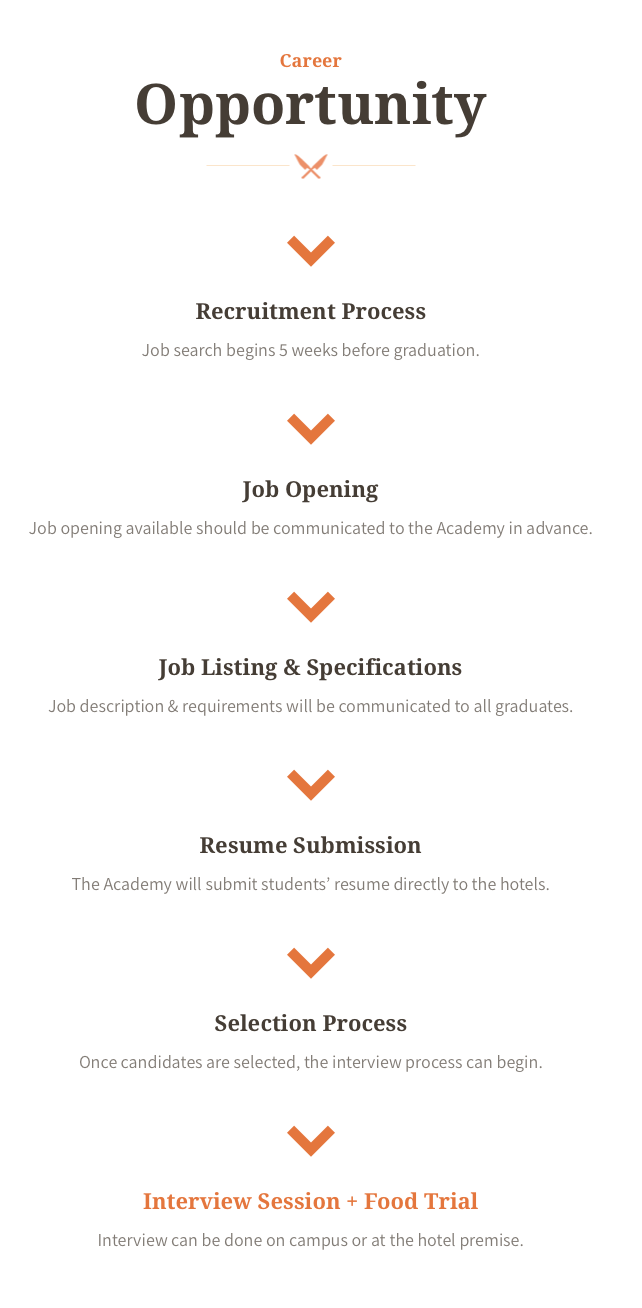 Career
Opportunity
Recruitment Process
Job search begins 5 weeks before graduation.
Job Opening
Job opening available should be communicated to the Academy in advance.
Job Listing & Specifications
Job description & requirements will be communicated to all graduates.
Resume Submission
The Academy will submit students’ resume directly to the hotels.
Selection Process
Once candidates are selected, the interview process can begin.
Interview Session + Food Trial
Interview can be done on campus or at the hotel premise.